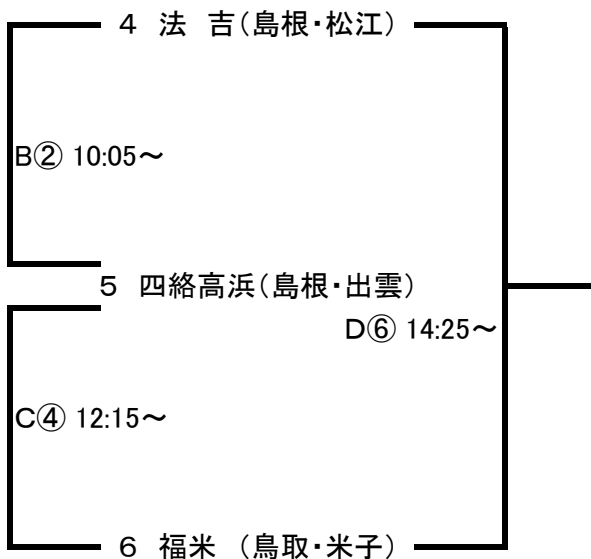 ４ 法 吉（島根・松江）
B② 10:05～
５ 四絡高浜（島根・出雲）
D⑥ 14:25～
C④ 12:15～
６ 福米 （鳥取・米子）